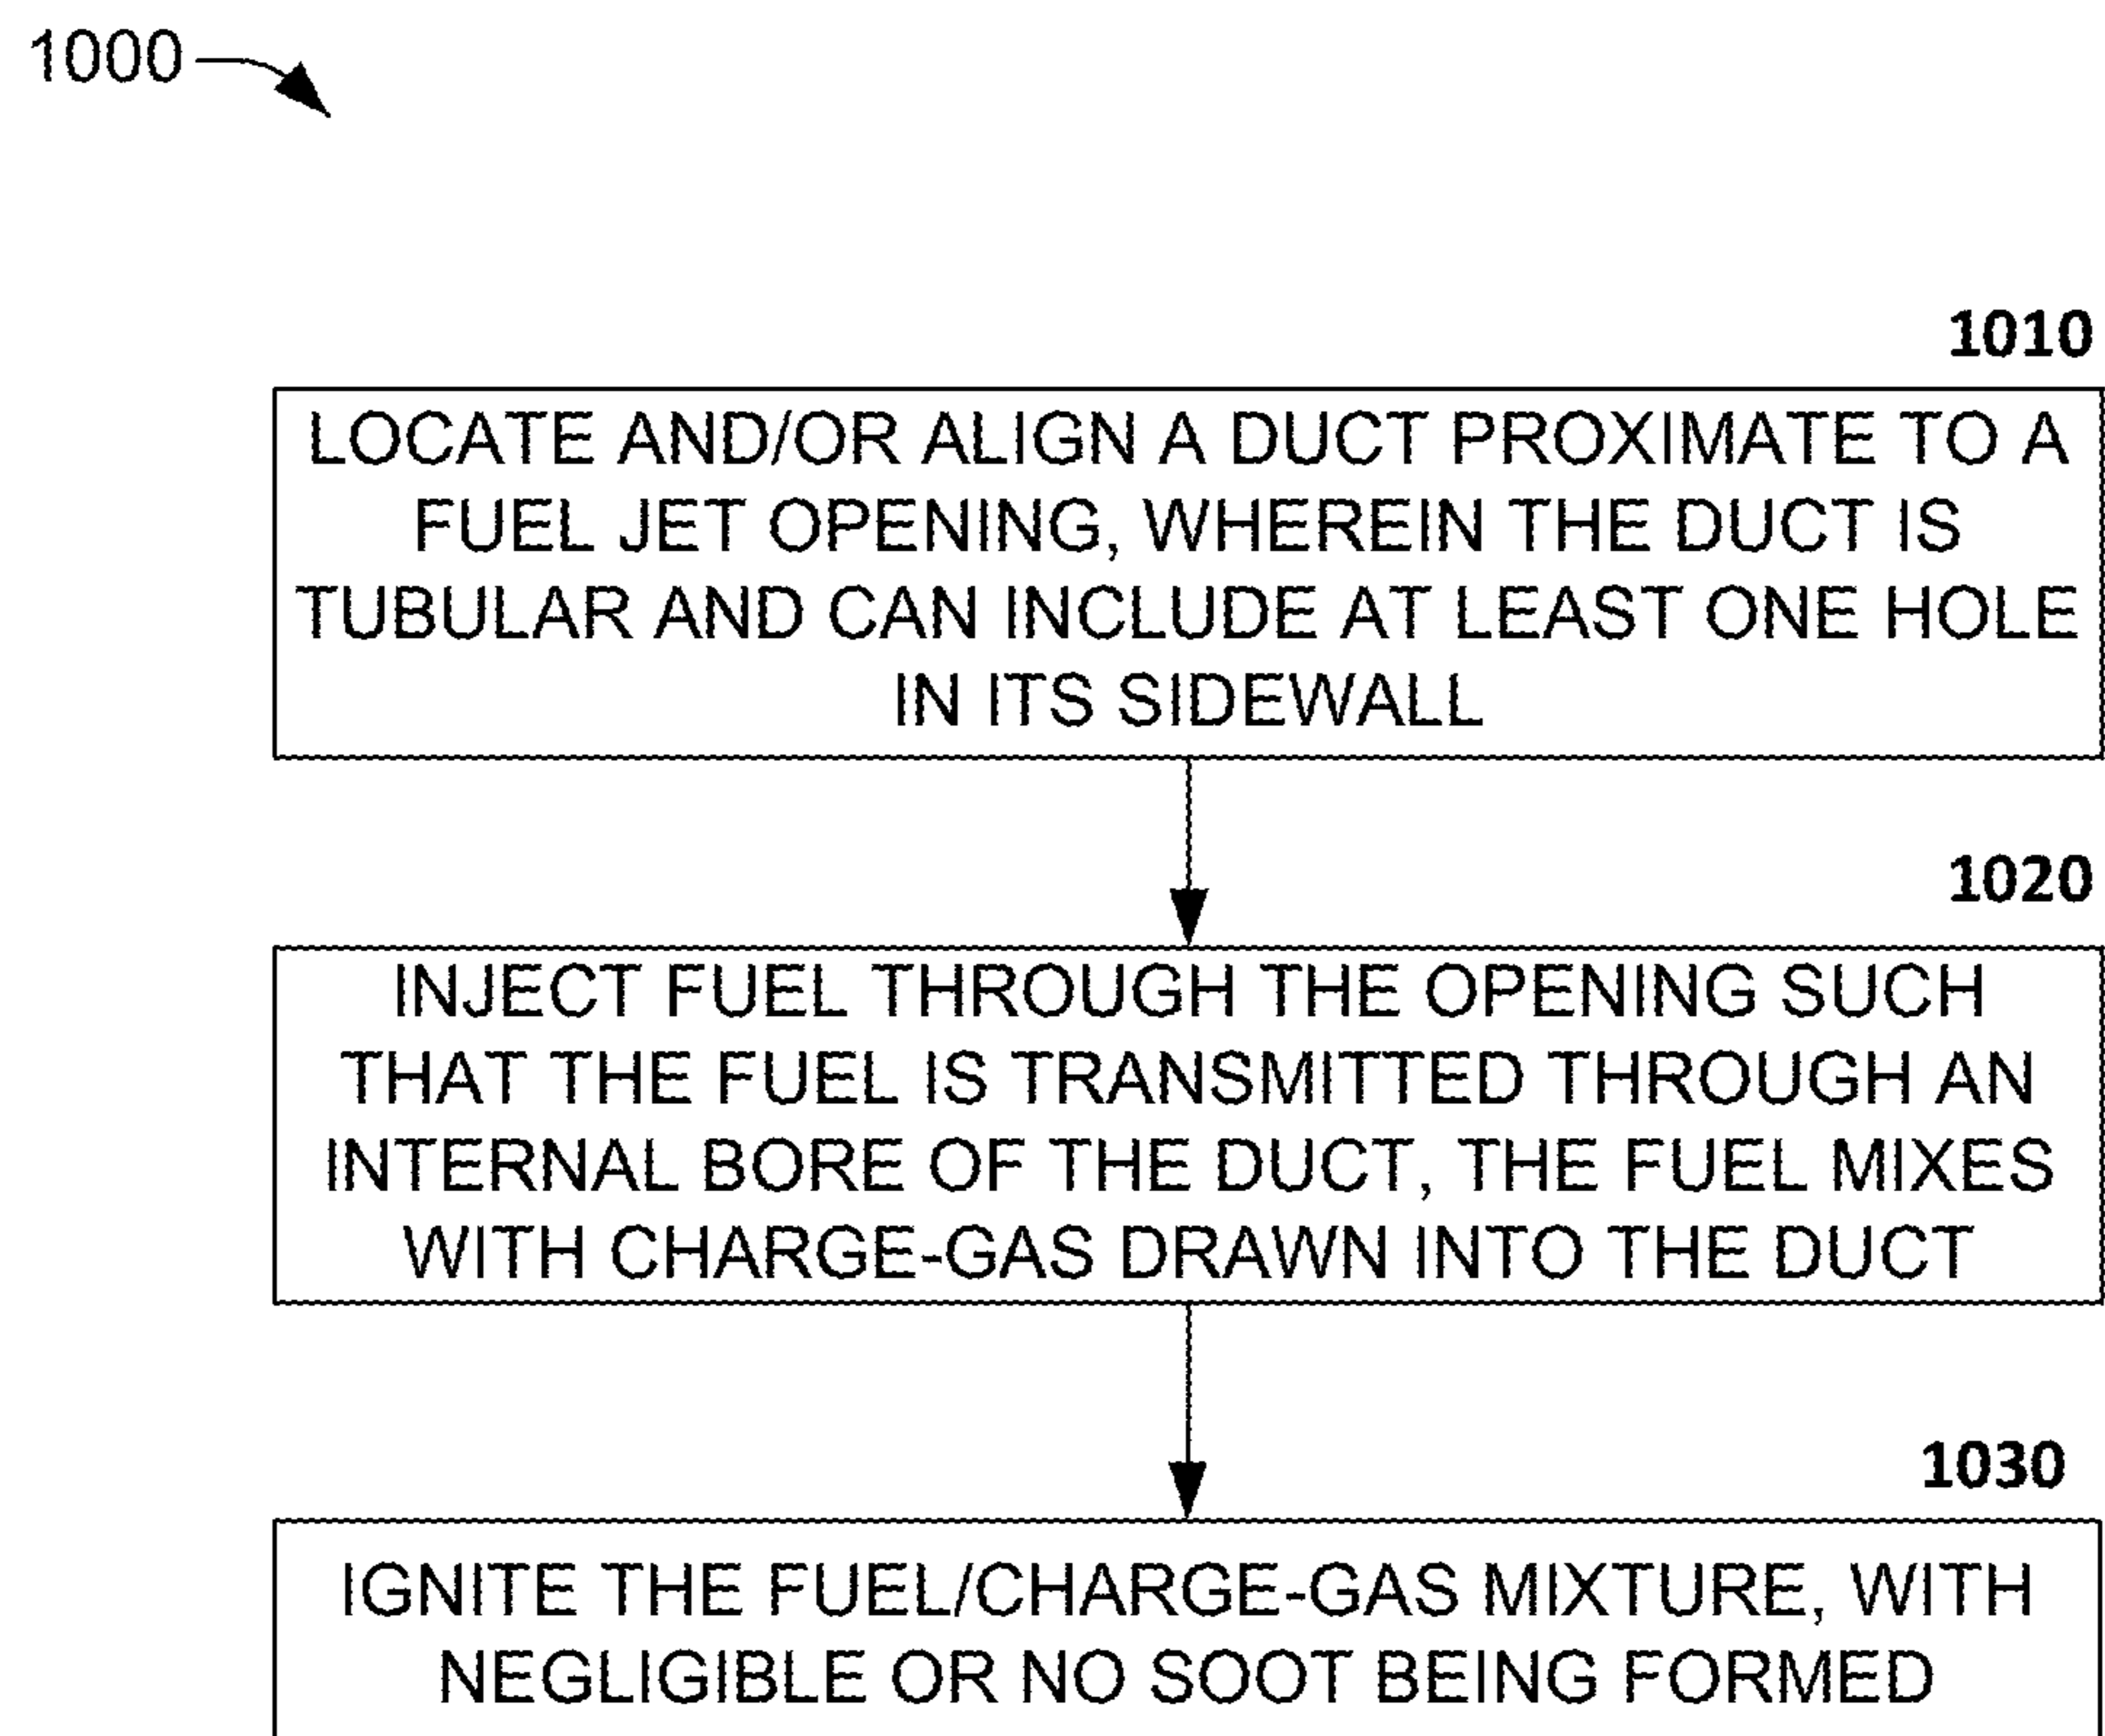 1000
1010
LOCATE AND/OR ALIGN A DUCT PROXIMATE TO A
FUEL JET OPENING, WHEREIN THE DUCT IS
TUBULAR AND CAN INCLUDE AT LEAST ONE HOLE
IN ITS SIDEWALL
1020
INJECT FUEL THROUGH THE OPENING SUCH
THAT THE FUEL IS TRANSMITTED THROUGH AN
INTERNAL BORE OF THE DUCT, THE FUEL MIXES
WITH CHARGE-GAS DRAWN INTO THE DUCT
1030
IGNITE THE FUEL/CHARGE-GAS MIXTURE, WITH
NEGLIGIBLE OR NO SOOT BEING FORMED